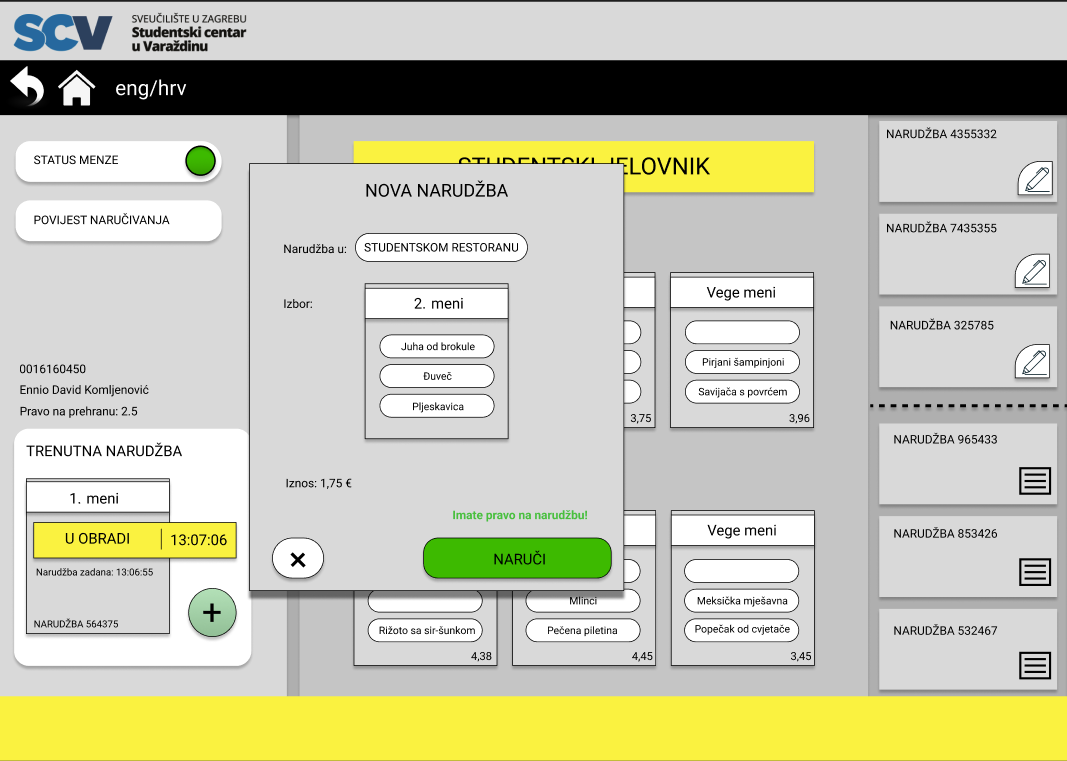 SCV
SVEUČILIŠTE U ZAGREBU
Studentski centar
u Varaždinu
eng/hrv
STATUS MENZE
POVIJEST NARUČIVANJA
0016160450
Ennio David Komljenović
Pravo na prehranu: 2.5
TRENUTNA NARUDŽBA
1. meni
U OBRADI
13:07:06
Narudžba zadana: 13:06:55
NARUDŽBA 564375
+
STUDENTSKI JELOVNIK
NOVA NARUDŽBA
Narudžba u: STUDENTSKOM RESTORANU
Izbor:
2. meni
Juha od brokule
Đuveč
Pljeskavica
Iznos: 1,75 €
Imate pravo na narudžbu!
NARUČI
3,75
Vege meni
Pirjani šampinjoni
Savijača s povrćem
3,96
Rižoto sa sir-šunkom
4,38
Mlinci
Pečena piletina
4,45
Vege meni
Meksička mješavna
Popečak od cvjetače
3,45
NARUDŽBA 4355332
NARUDŽBA 7435355
NARUDŽBA 325785
NARUDŽBA 965433
NARUDŽBA 853426
NARUDŽBA 532467